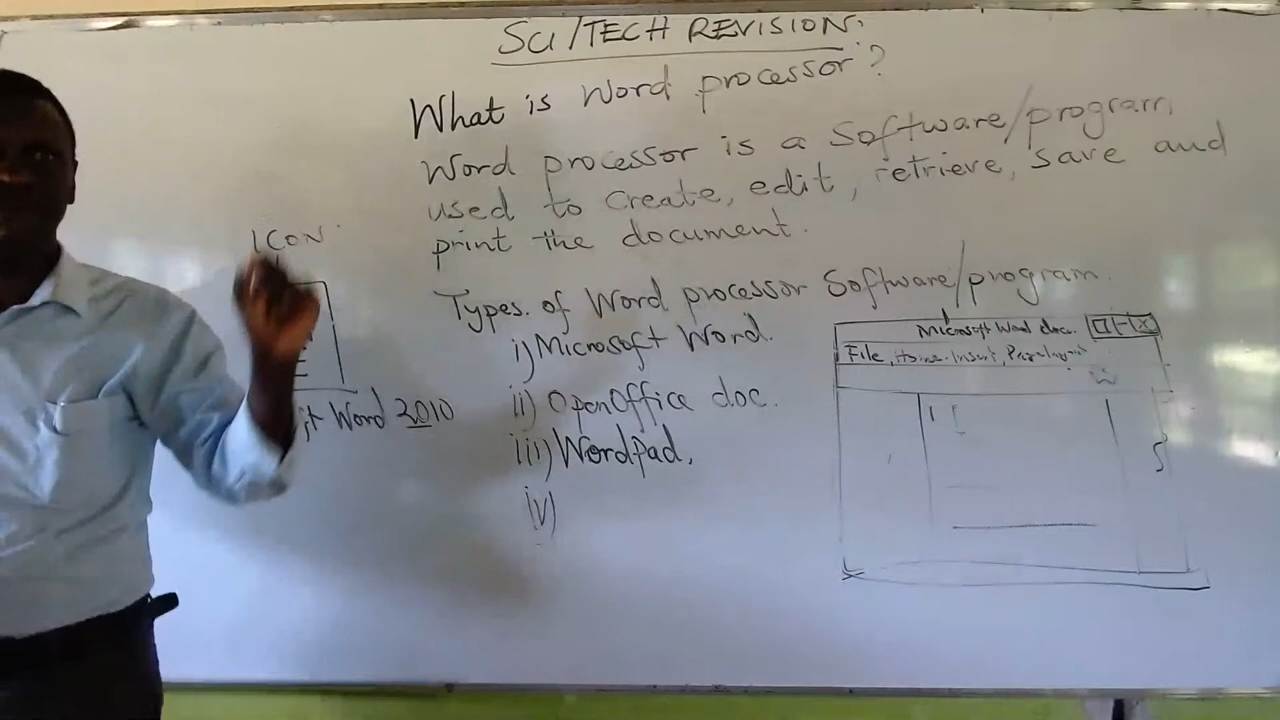 SCI/TECH REVISION.
What is Word processor?
Word processor is a Software/program,
used to create, edit, retrieve, save and
print the document.
ICON
Types of Word processor Software/program.
i) Microsoft Word.
ii) OpenOffice doc.
iii) WordPad,
iv)
Word 2010
Microsoft Word doc.
File, Home, Insert, Pagelayout